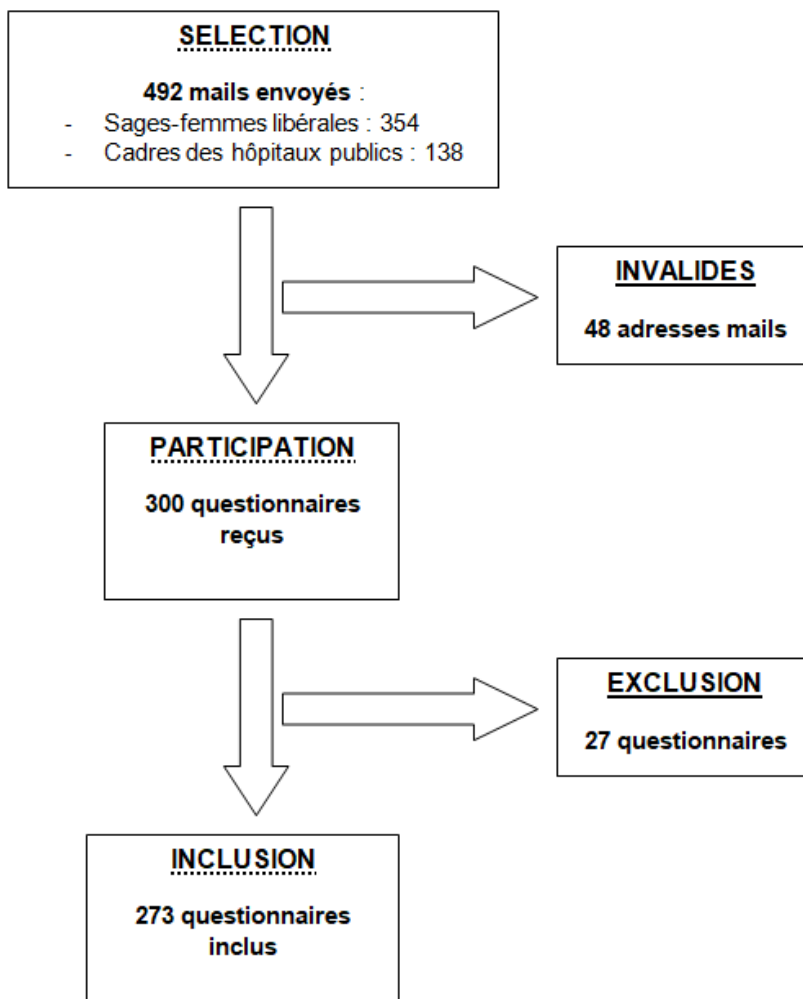 SELECTION
492 mails envoyés :
- Sages-femmes libérales : 354
- Cadres des hôpitaux publics : 138
INVALIDES
48 adresses mails
PARTICIPATION
300 questionnaires
reçus
EXCLUSION
27 questionnaires
INCLUSION
273 questionnaires
inclus